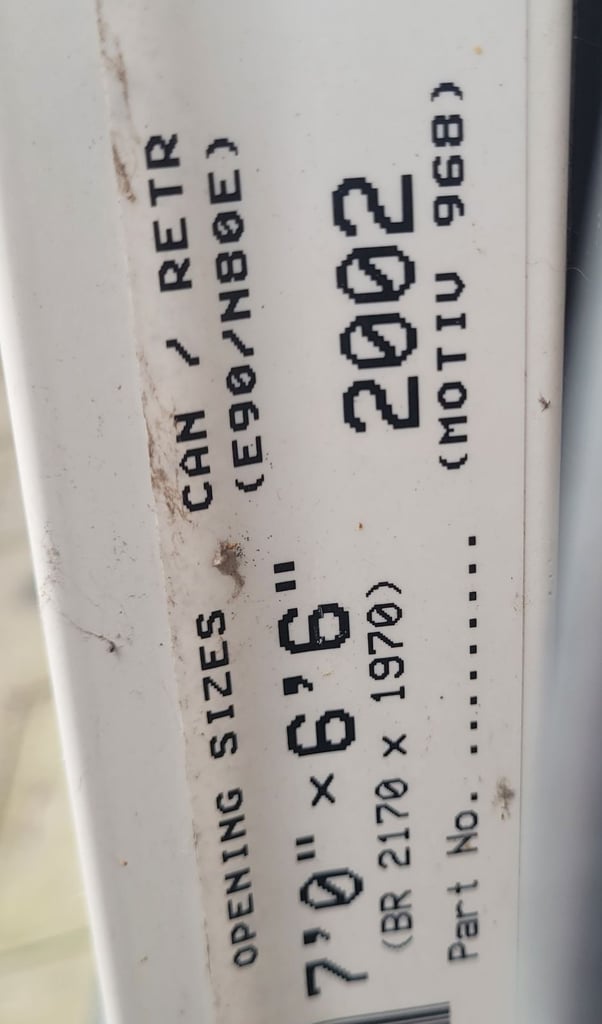 OPENING SIZES CAN / RETR
(E90/N80E)
7'0" x 6'6"
2002
(BR 2170 x 1970)
(MOTIV 968)
Part No. .........